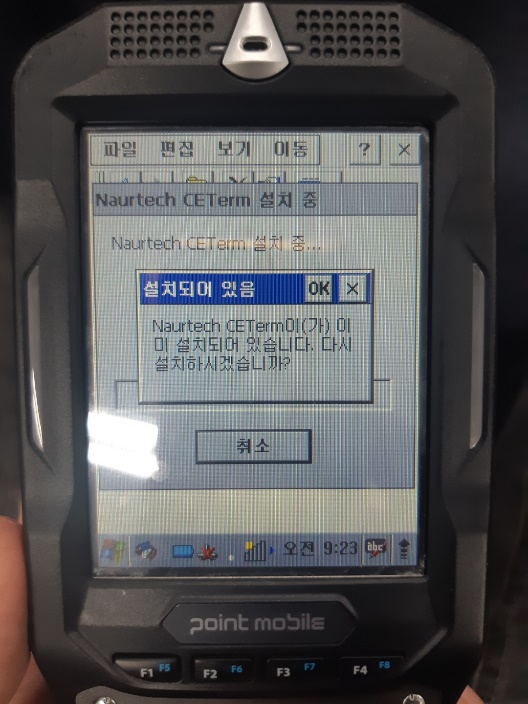 파일 편집 보기 이동 ? ×
Naurtech CETerm 설치 중
Naurtech CETerm 설치 중...
설치되어 있음 OK ×
Naurtech CETerm이(가) 이
미 설치되어 있습니다. 다시
설치하시겠습니까?
취소
오전 9:23 abc
point mobile
F1 F5 F2 F6 F3 F7 F4 F8